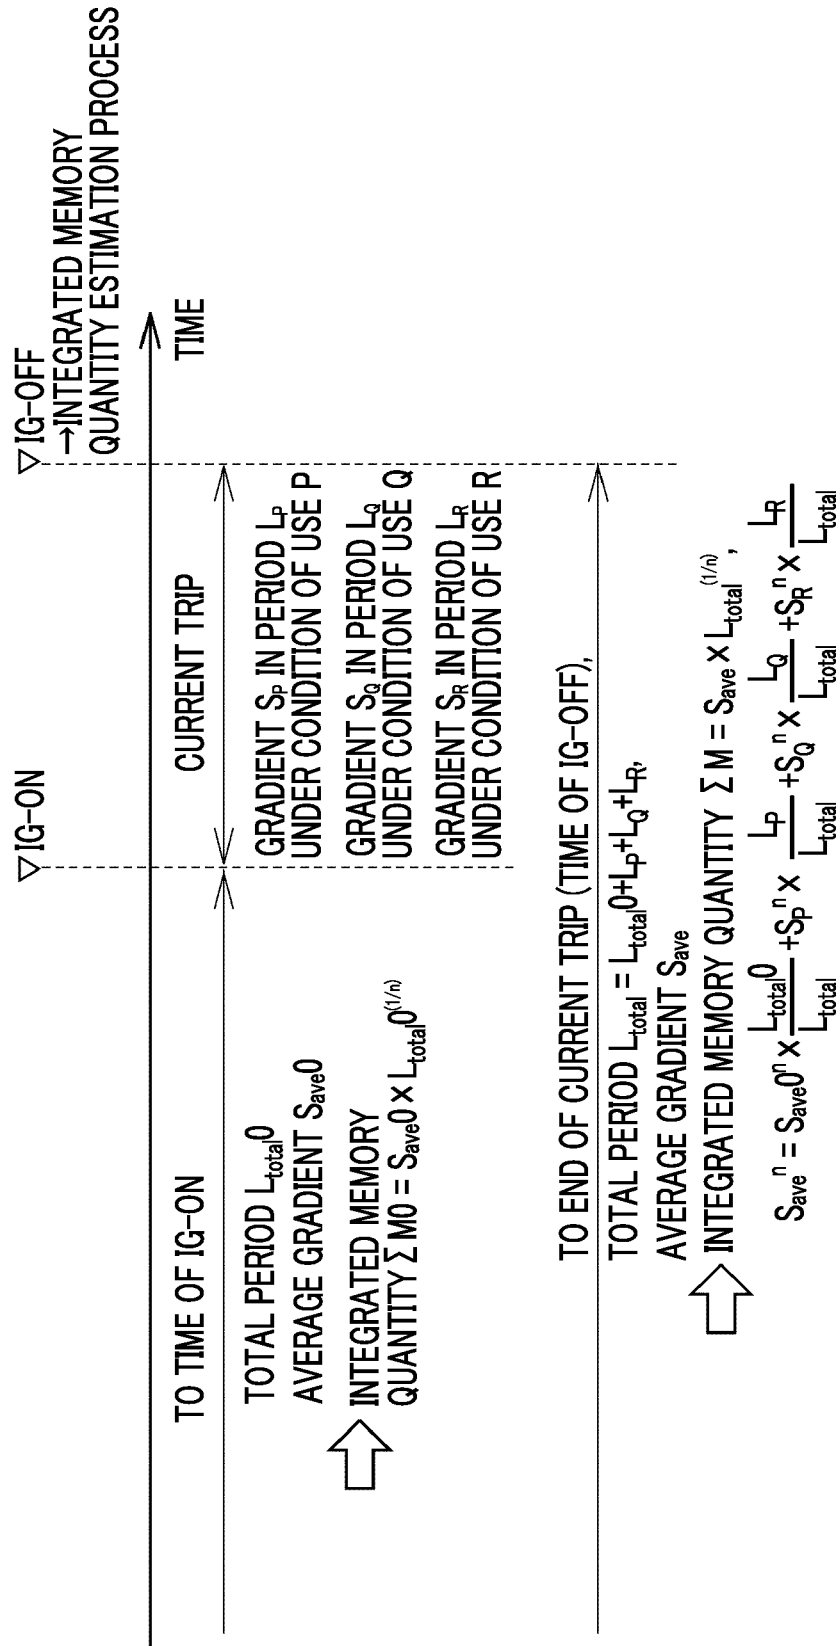 ▽IG-ON
▽IG-OFF
→INTEGRATED MEMORY
QUANTITY ESTIMATION PROCESS
TIME
TO TIME OF IG-ON
CURRENT TRIP
TOTAL PERIOD L_total0
AVERAGE GRADIENT S_ave0
INTEGRATED MEMORY
QUANTITY Σ M0 = S_ave0 × L_total0^(1/n)
GRADIENT S_P IN PERIOD L_P
UNDER CONDITION OF USE P
GRADIENT S_Q IN PERIOD L_Q
UNDER CONDITION OF USE Q
GRADIENT S_R IN PERIOD L_R
UNDER CONDITION OF USE R
TO END OF CURRENT TRIP (TIME OF IG-OFF),
TOTAL PERIOD L_total = L_total0+L_P+L_Q+L_R,
AVERAGE GRADIENT S_ave
INTEGRATED MEMORY QUANTITY Σ M = S_ave × L_total^(1/n),
S_ave^n = S_ave0^n × L_total0/L_total +S_P^n × L_P/L_total +S_Q^n × L_Q/L_total +S_R^n × L_R/L_total